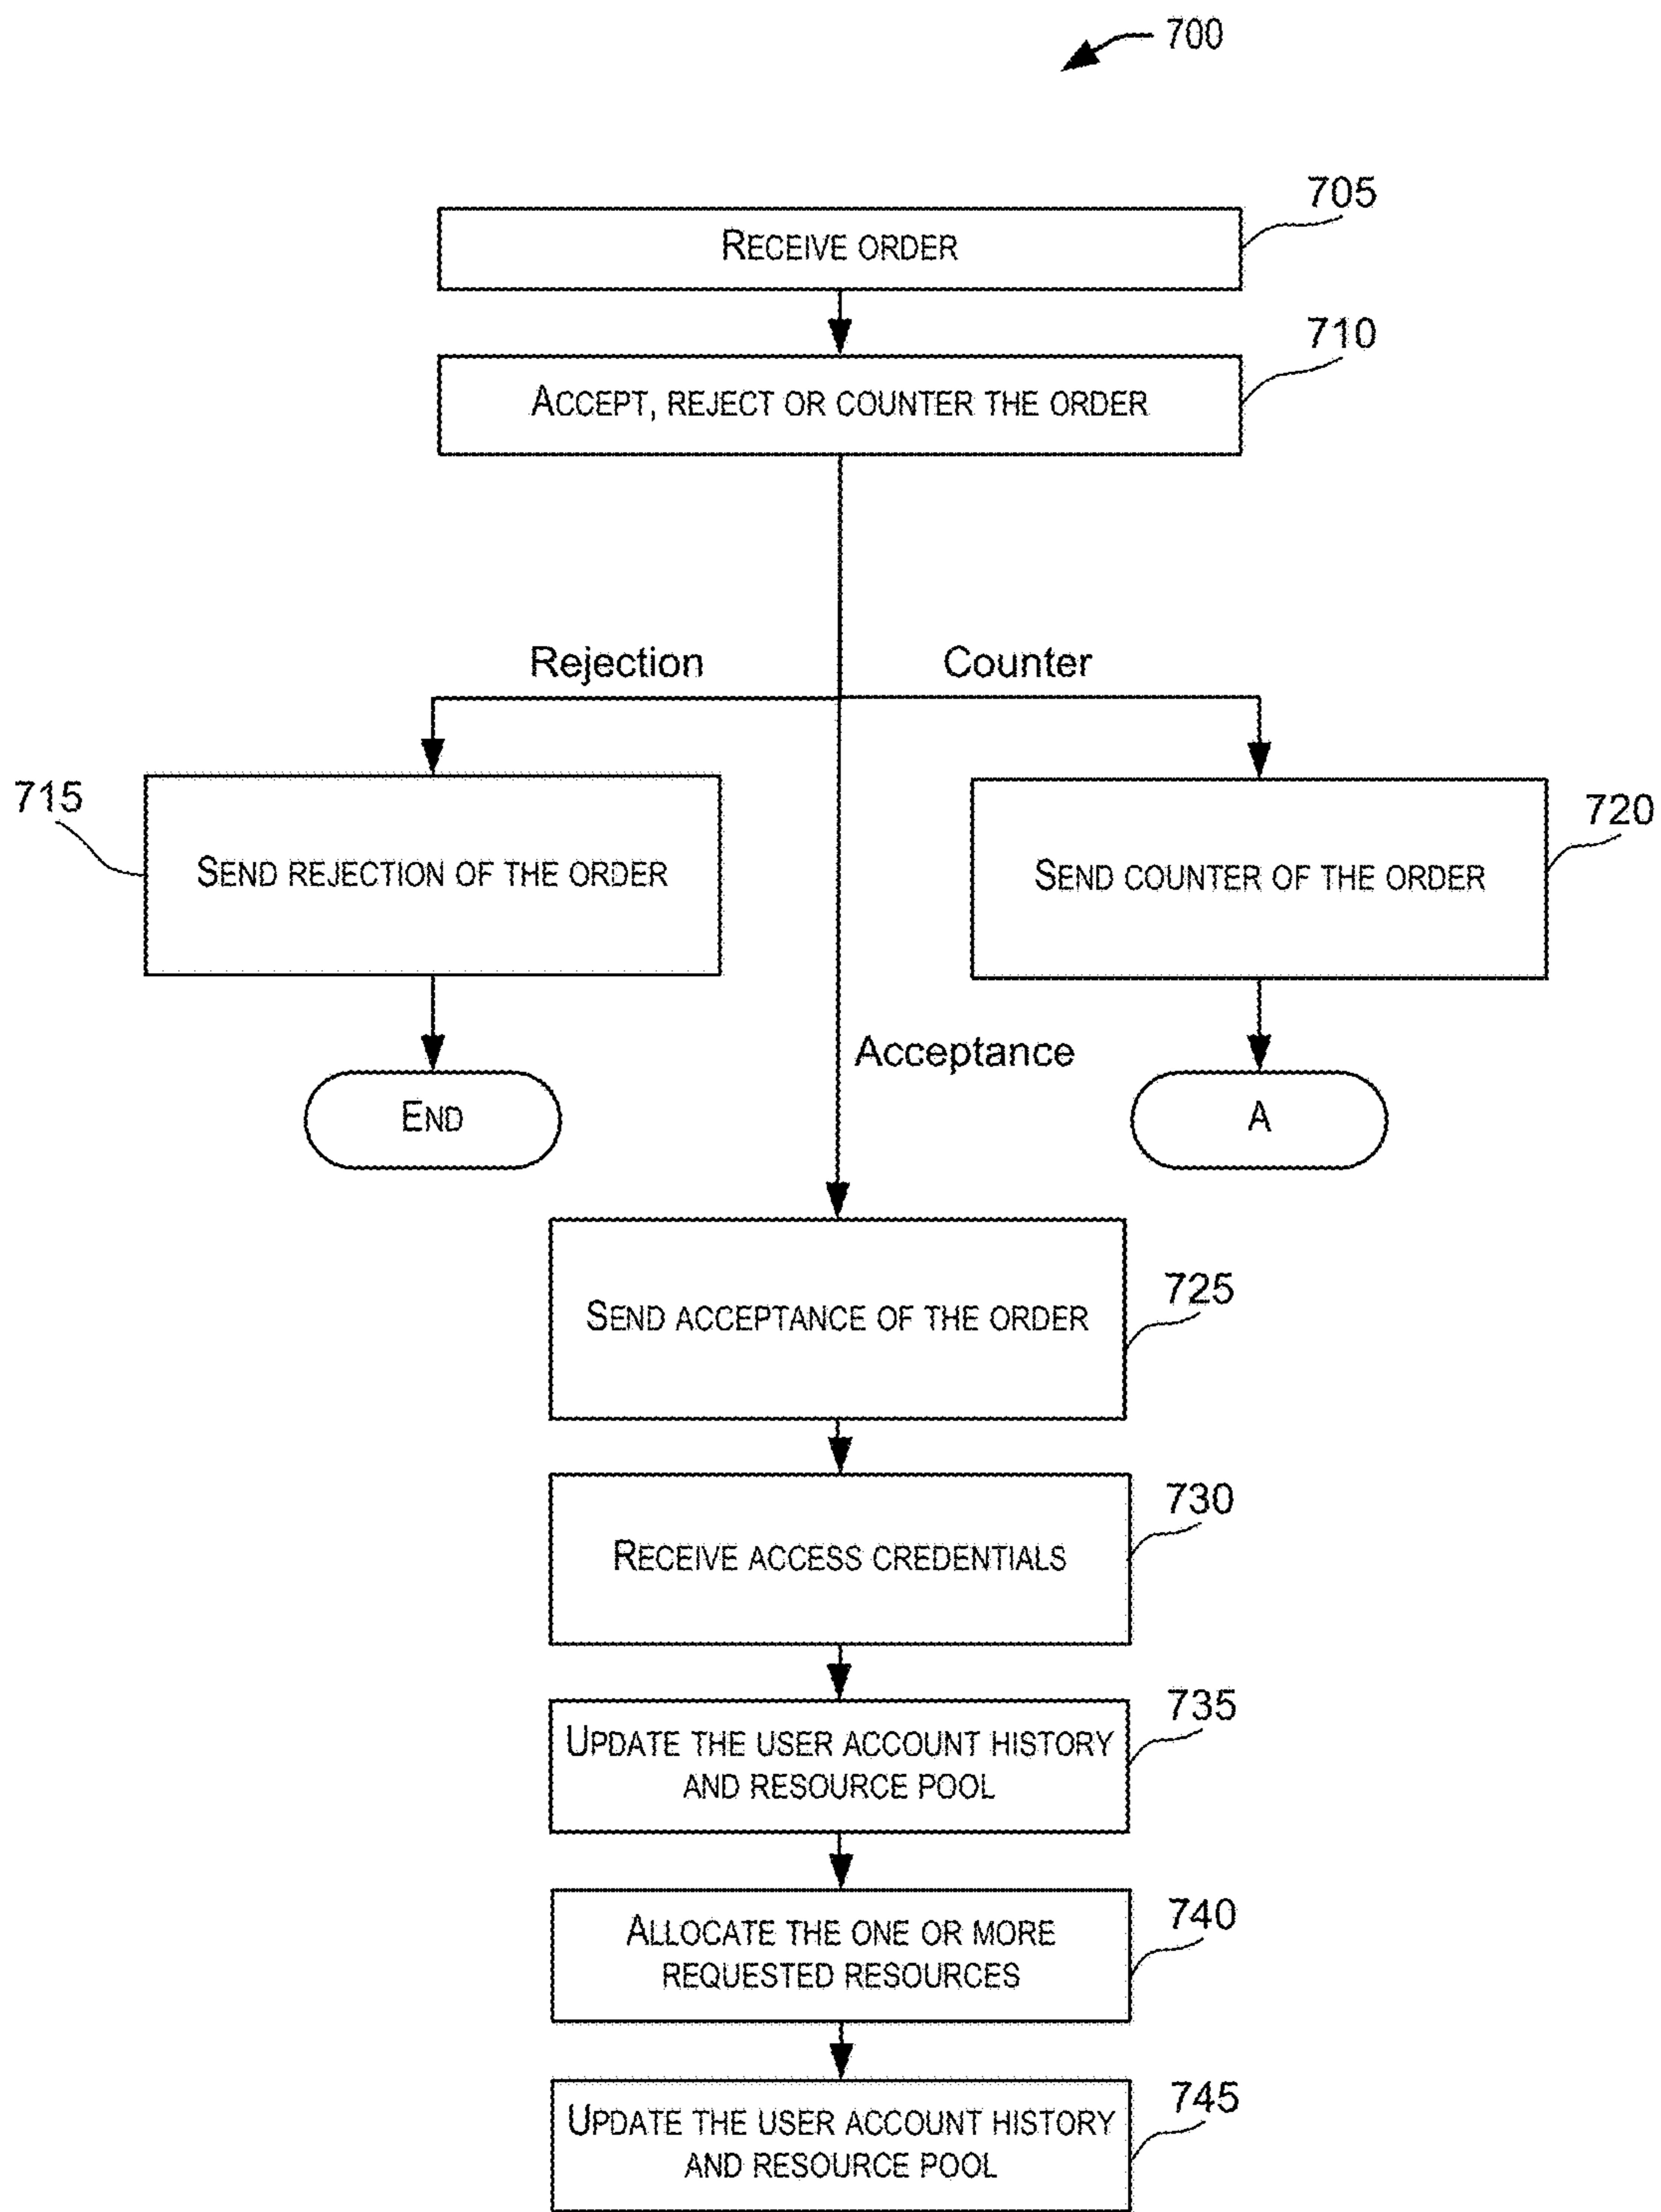 700
705
RECEIVE ORDER
710
ACCEPT, REJECT OR COUNTER THE ORDER
Rejection
Counter
715
SEND REJECTION OF THE ORDER
720
SEND COUNTER OF THE ORDER
Acceptance
END
A
725
SEND ACCEPTANCE OF THE ORDER
730
RECEIVE ACCESS CREDENTIALS
735
UPDATE THE USER ACCOUNT HISTORY
AND RESOURCE POOL
740
ALLOCATE THE ONE OR MORE
REQUESTED RESOURCES
745
UPDATE THE USER ACCOUNT HISTORY
AND RESOURCE POOL